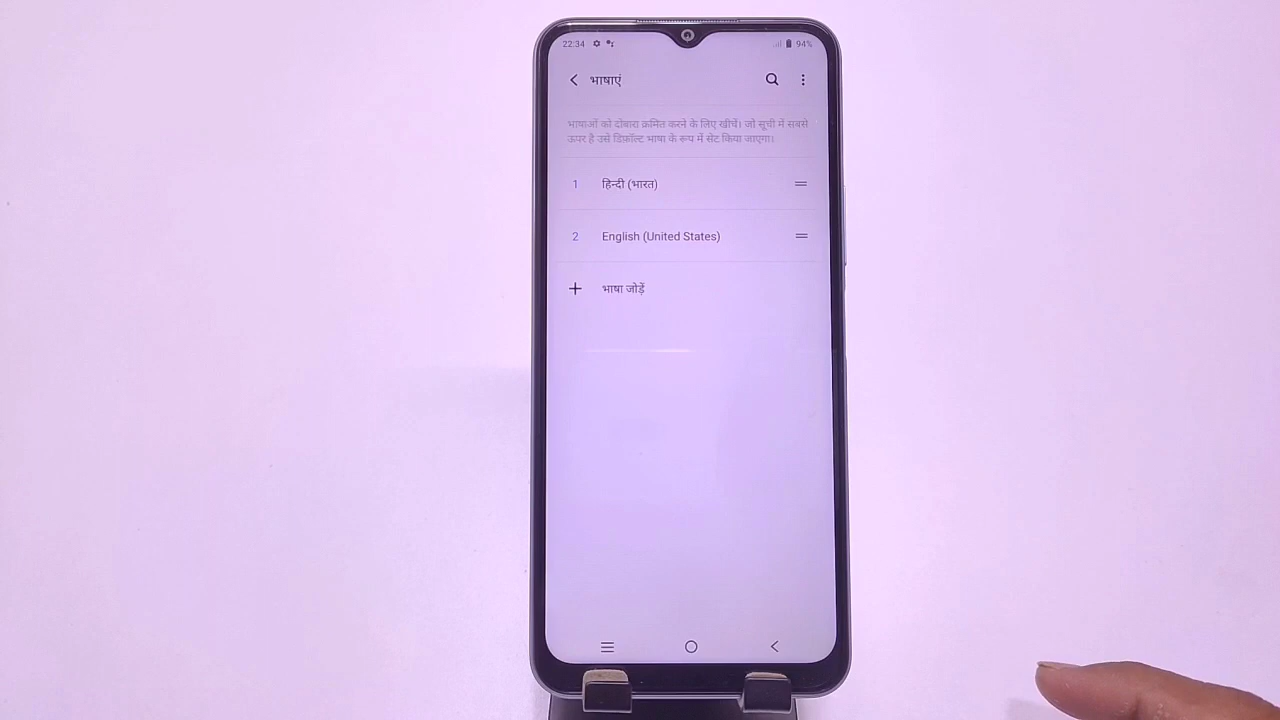 22:34
94%
भाषाएं
भाषाओं को दोबारा क्रमित करने के लिए खींचें। जो सूची में सबसे
ऊपर है उसे डिफ़ॉल्ट भाषा के रूप में सेट किया जाएगा।
1 हिन्दी (भारत)
2 English (United States)
भाषा जोड़ें